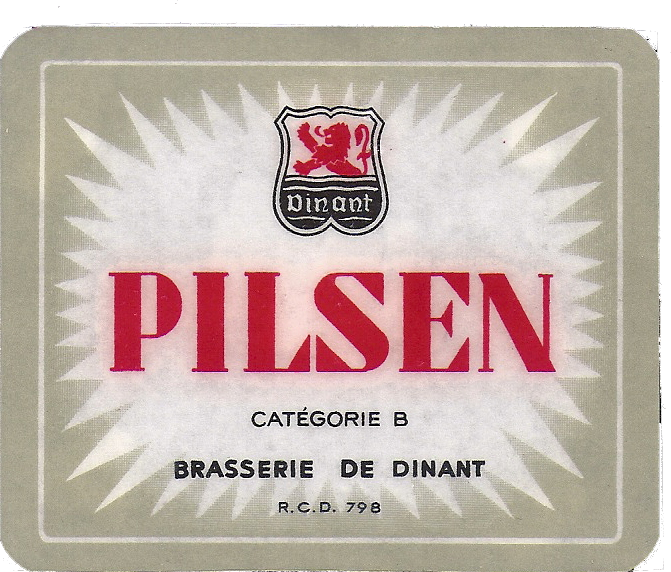 Dinant
PILSEN
CATÉGORIE B
BRASSERIE DE DINANT
R.C.D. 798